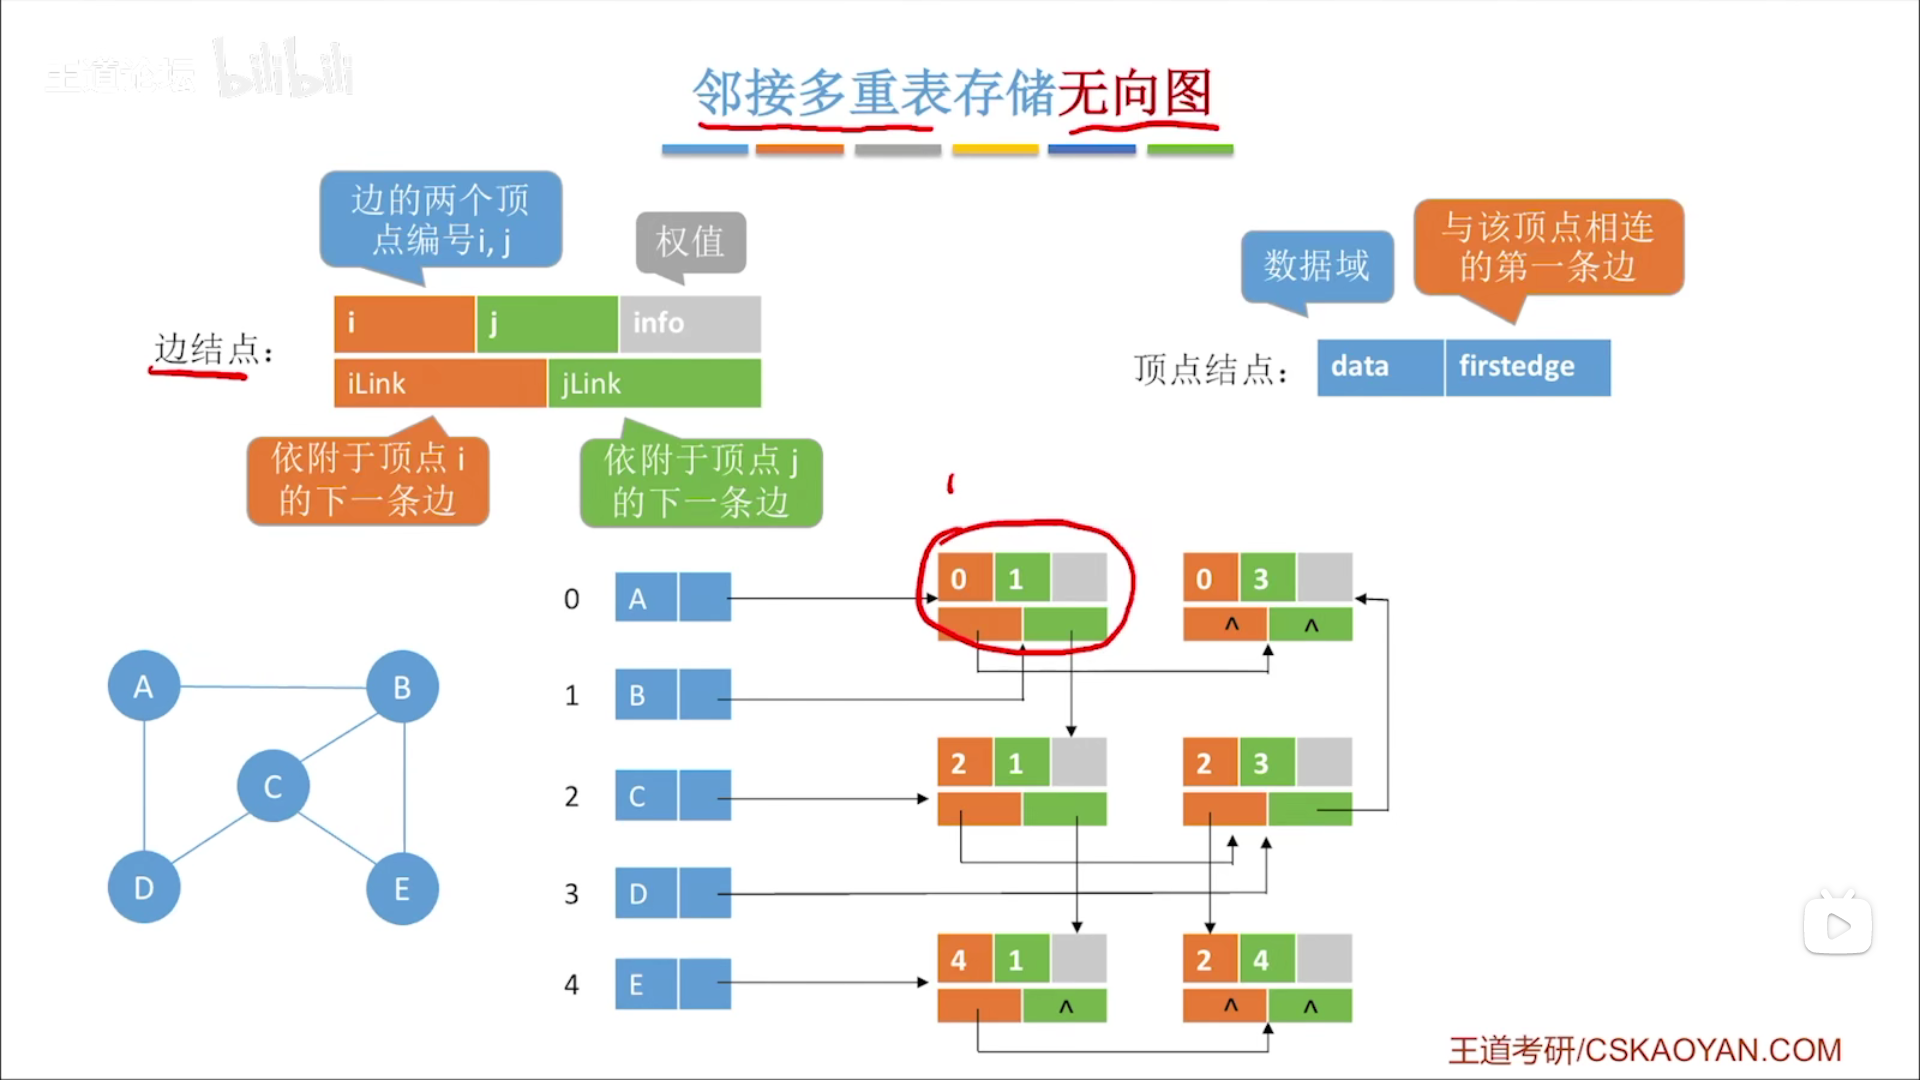 王道论坛 bilibili
邻接多重表存储无向图
边的两个顶
点编号i, j
权值
数据域
与该顶点相连
的第一条边
边结点：
i j info
iLink jLink
顶点结点：
data firstedge
依附于顶点 i
的下一条边
依附于顶点 j
的下一条边
0 A 0 1 0 3
^ ^
1 B
2 C 2 1 2 3
3 D
4 E 4 1 2 4
^ ^ ^
A B
C
D E
王道考研/CSKAOYAN.COM